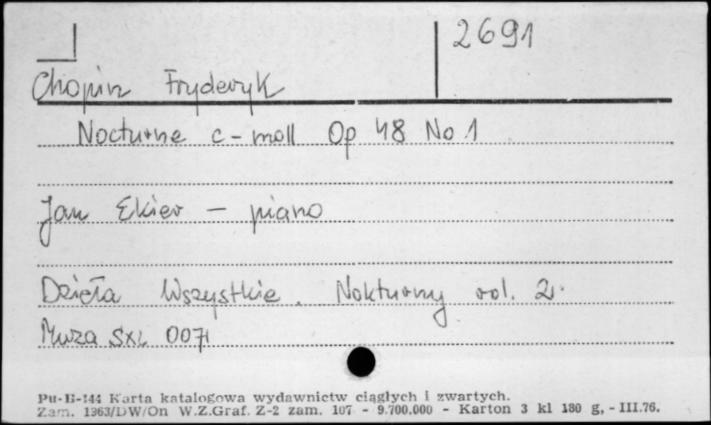 2691
Chopin Fryderyk
Nocturne c-moll Op 48 No 1
Jan Ekier - piano
Dzieła Wszystkie. Nokturny vol. 2.
Muza SXL 0071
Pu-B-144 Karta katalogowa wydawnictw ciągłych i zwartych.
Zam. 1363/DW/On W.Z.Graf. Z-2 zam. 107 - 9.700.000 - Karton 3 kl 180 g, - III.76.